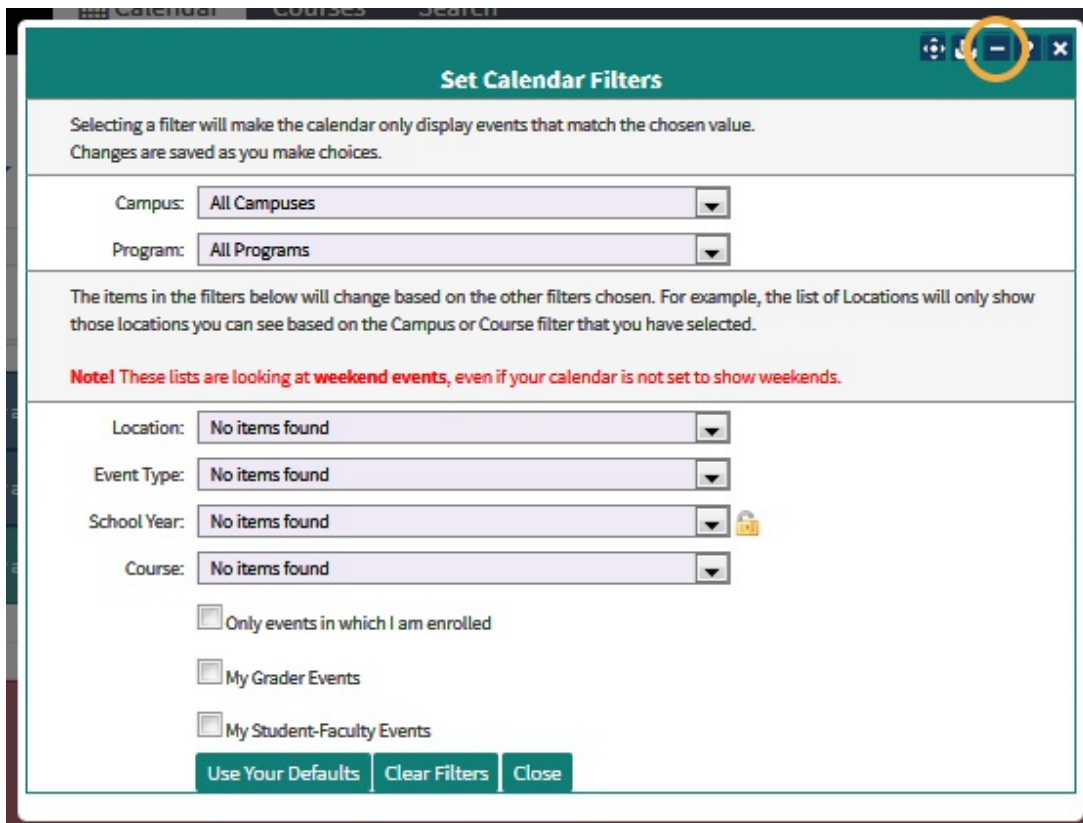 Calendar Courses Search
Set Calendar Filters
Selecting a filter will make the calendar only display events that match the chosen value.
Changes are saved as you make choices.
Campus: All Campuses
Program: All Programs
The items in the filters below will change based on the other filters chosen. For example, the list of Locations will only show
those locations you can see based on the Campus or Course filter that you have selected.
Note! These lists are looking at weekend events, even if your calendar is not set to show weekends.
Location: No items found
Event Type: No items found
School Year: No items found
Course: No items found
Only events in which I am enrolled
My Grader Events
My Student-Faculty Events
Use Your Defaults Clear Filters Close